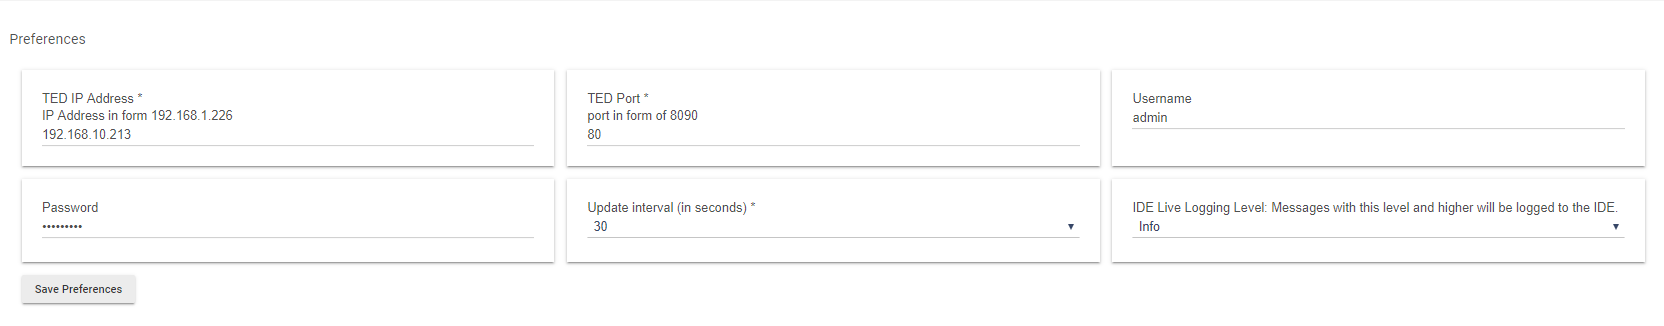 Preferences
TED IP Address *
IP Address in form 192.168.1.226
192.168.10.213
TED Port *
port in form of 8090
80
Username
admin
Password
•••••••••
Update interval (in seconds) *
30
IDE Live Logging Level: Messages with this level and higher will be logged to the IDE.
Info
Save Preferences